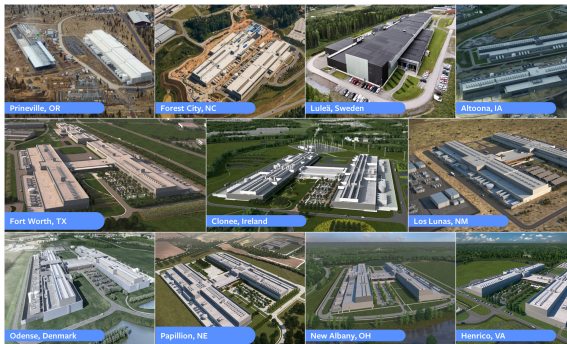 Prineville, OR
Forest City, NC
Luleå, Sweden
Altoona, IA
Fort Worth, TX
Clonee, Ireland
Los Lunas, NM
Odense, Denmark
Papillion, NE
New Albany, OH
Henrico, VA